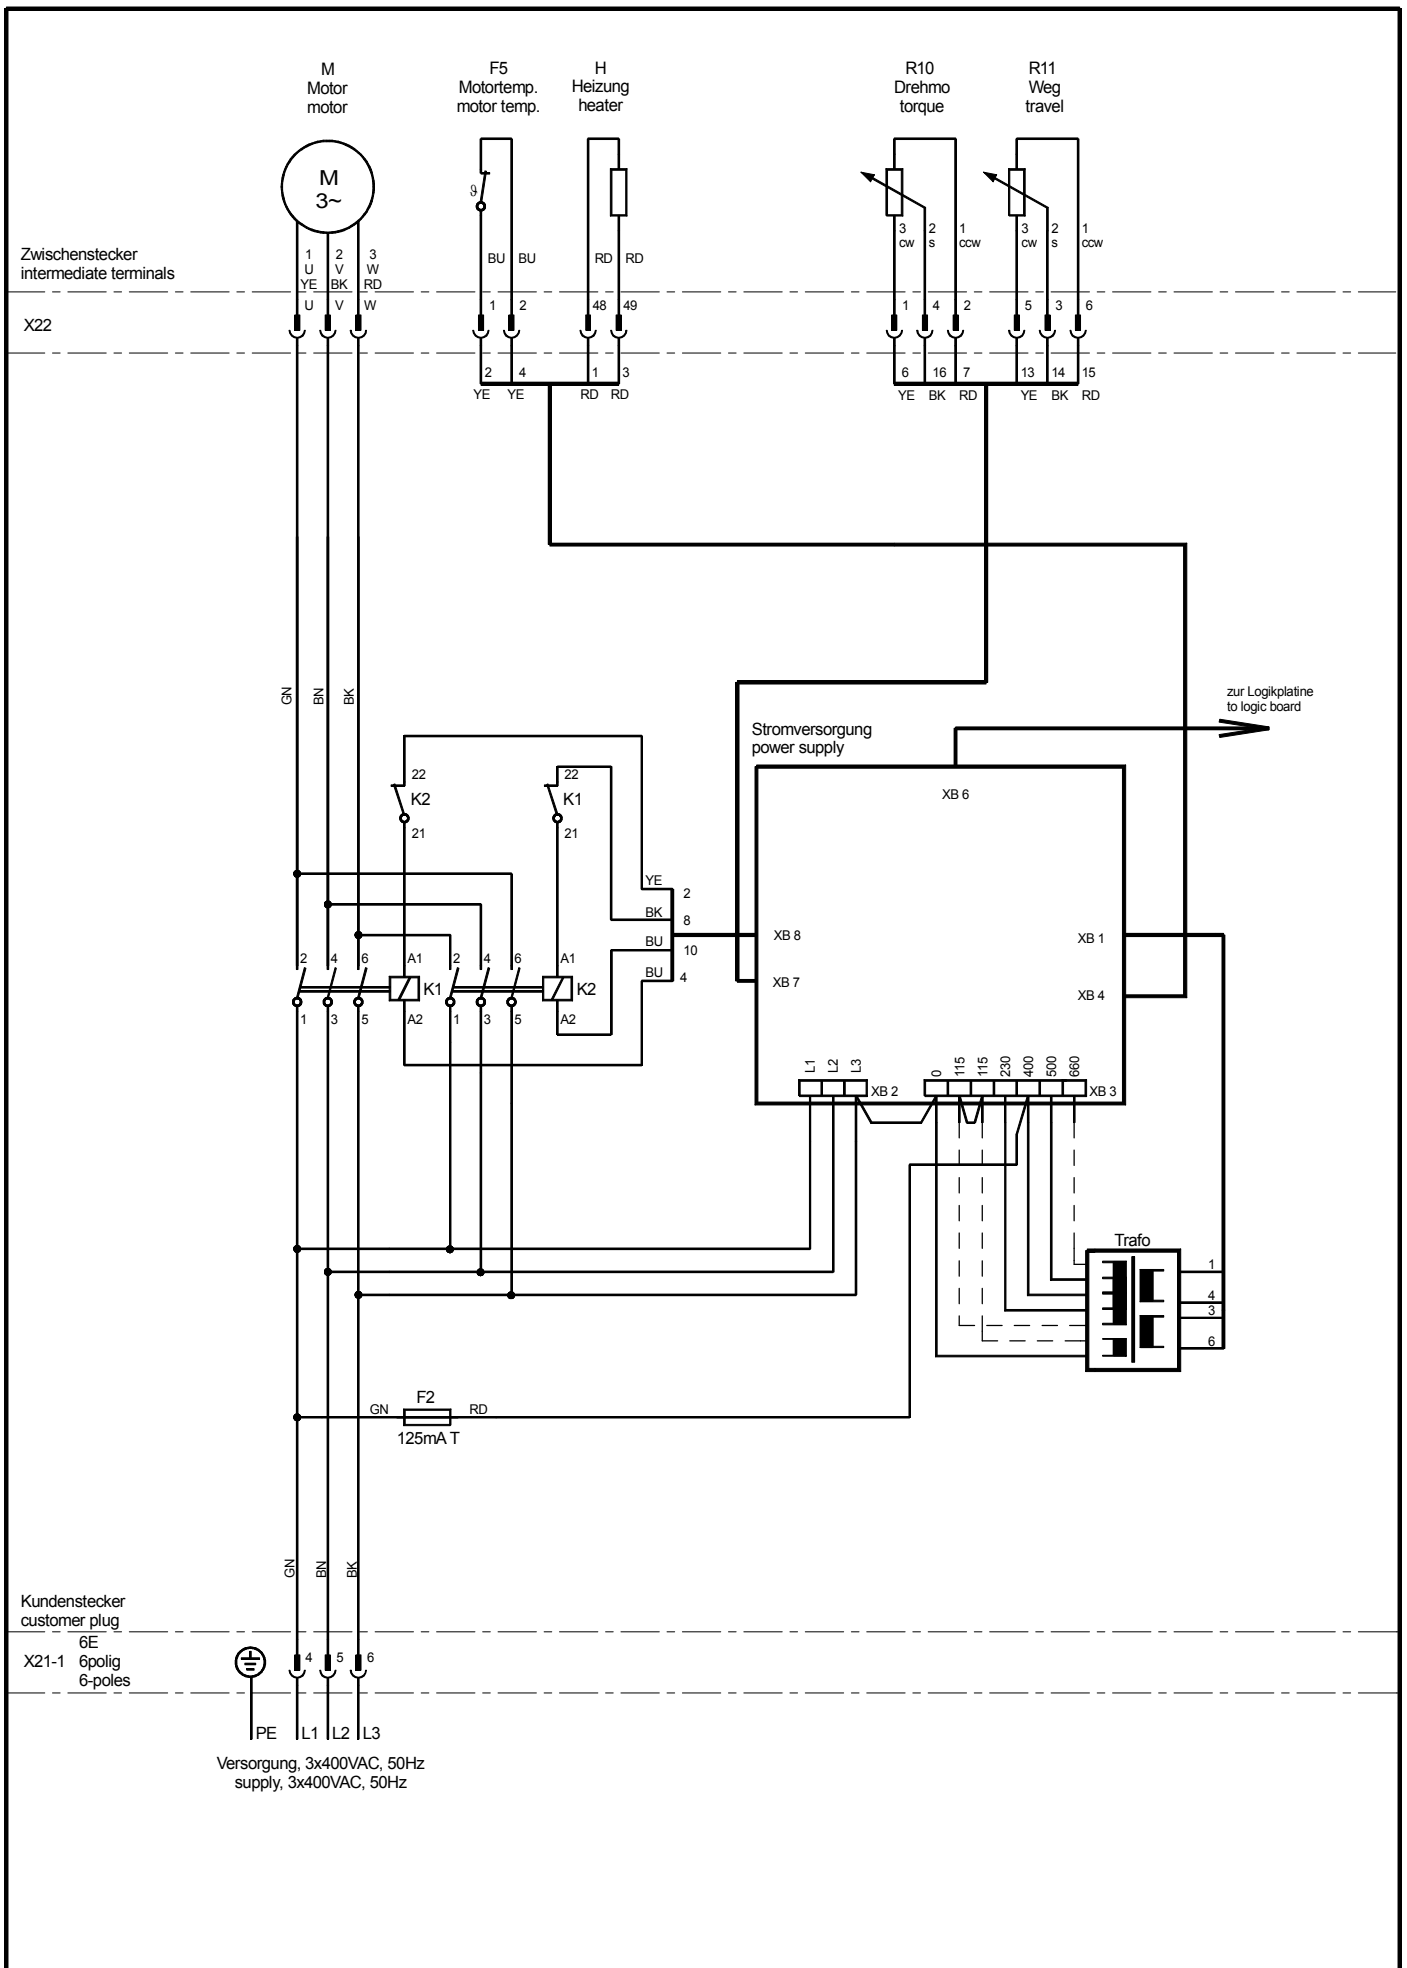 M
Motor
motor
F5
Motortemp.
motor temp.
H
Heizung
heater
R10
Drehmo
torque
R11
Weg
travel
M
3~
ϑ
3 2 1
cw s ccw
3 2 1
cw s ccw
Zwischenstecker
intermediate terminals
1 2 3
U V W
YE BK RD
BU BU
RD RD
X22
U V W
1 2
48 49
1 4 2
5 3 6
2 4 1 3
YE YE RD RD
6 16 7 13 14 15
YE BK RD YE BK RD
GN BN BK
zur Logikplatine
to logic board
Stromversorgung
power supply
22
K2
21
22
K1
21
XB 6
YE 2
BK 8
BU 10
BU 4
XB 8
XB 7
XB 1
XB 4
2 4 6 A1
K1
1 3 5 A2
2 4 6 A1
K2
1 3 5 A2
L1 L2 L3 XB 2
0 115 115 230 400 500 660 XB 3
Trafo
1
4
3
6
F2
GN RD
125mA T
GN BN BK
Kundenstecker
customer plug
6E
X21-1 6polig
6-poles
4 5 6
PE L1 L2 L3
Versorgung, 3x400VAC, 50Hz
supply, 3x400VAC, 50Hz